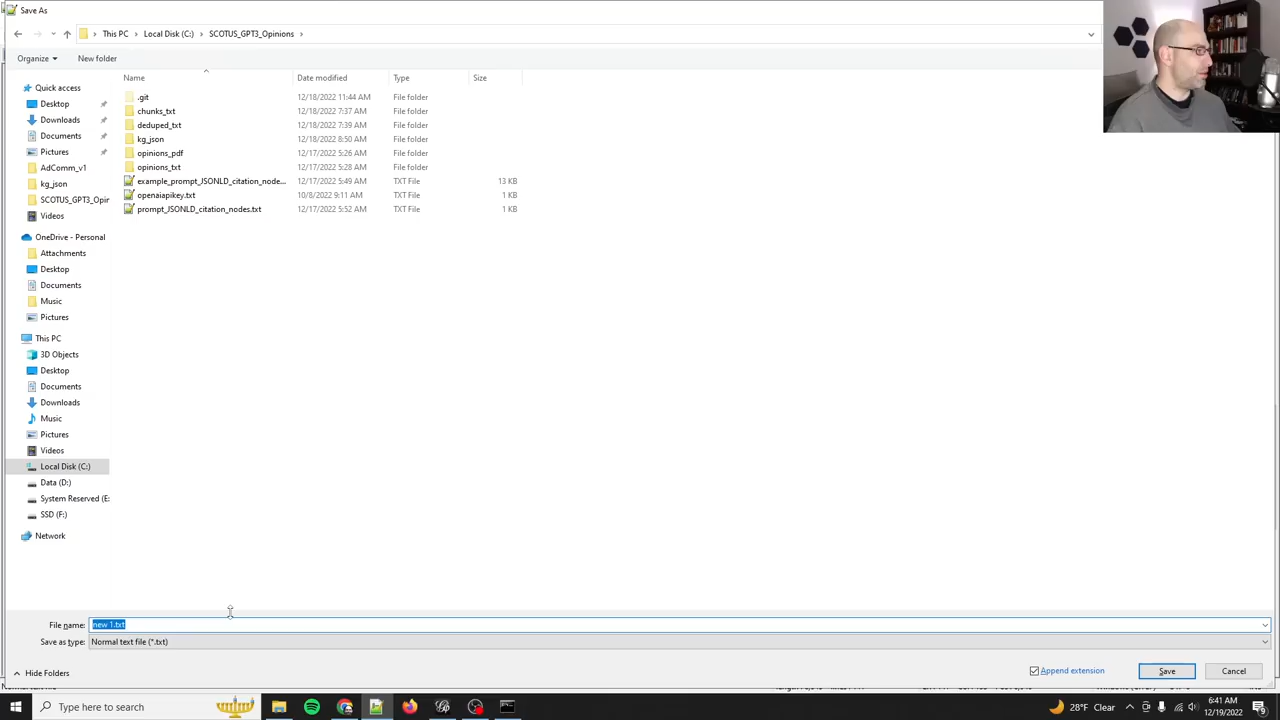 Save As
This PC > Local Disk (C:) > SCOTUS_GPT3_Opinions >
Organize New folder
Name Date modified Type Size
Quick access
Desktop
Downloads
Documents
Pictures
AdComm_v1
kg_json
SCOTUS_GPT3_Opin
Videos
OneDrive - Personal
Attachments
Desktop
Documents
Music
Pictures
This PC
3D Objects
Desktop
Documents
Downloads
Music
Pictures
Videos
Local Disk (C:)
Data (D:)
System Reserved (E:
SSD (F:)
Network
.git 12/18/2022 11:44 AM File folder
chunks_txt 12/18/2022 7:37 AM File folder
deduped_txt 12/18/2022 7:39 AM File folder
kg_json 12/18/2022 8:50 AM File folder
opinions_pdf 12/17/2022 5:26 AM File folder
opinions_txt 12/17/2022 5:28 AM File folder
example_prompt_JSONLD_citation_node... 12/17/2022 5:49 AM TXT File 13 KB
openaiapikey.txt 10/8/2022 9:11 AM TXT File 1 KB
prompt_JSONLD_citation_nodes.txt 12/17/2022 5:52 AM TXT File 1 KB
File name: new 1.txt
Save as type: Normal text file (*.txt)
Hide Folders
Append extension Save Cancel
Type here to search
28°F Clear
6:41 AM
12/19/2022